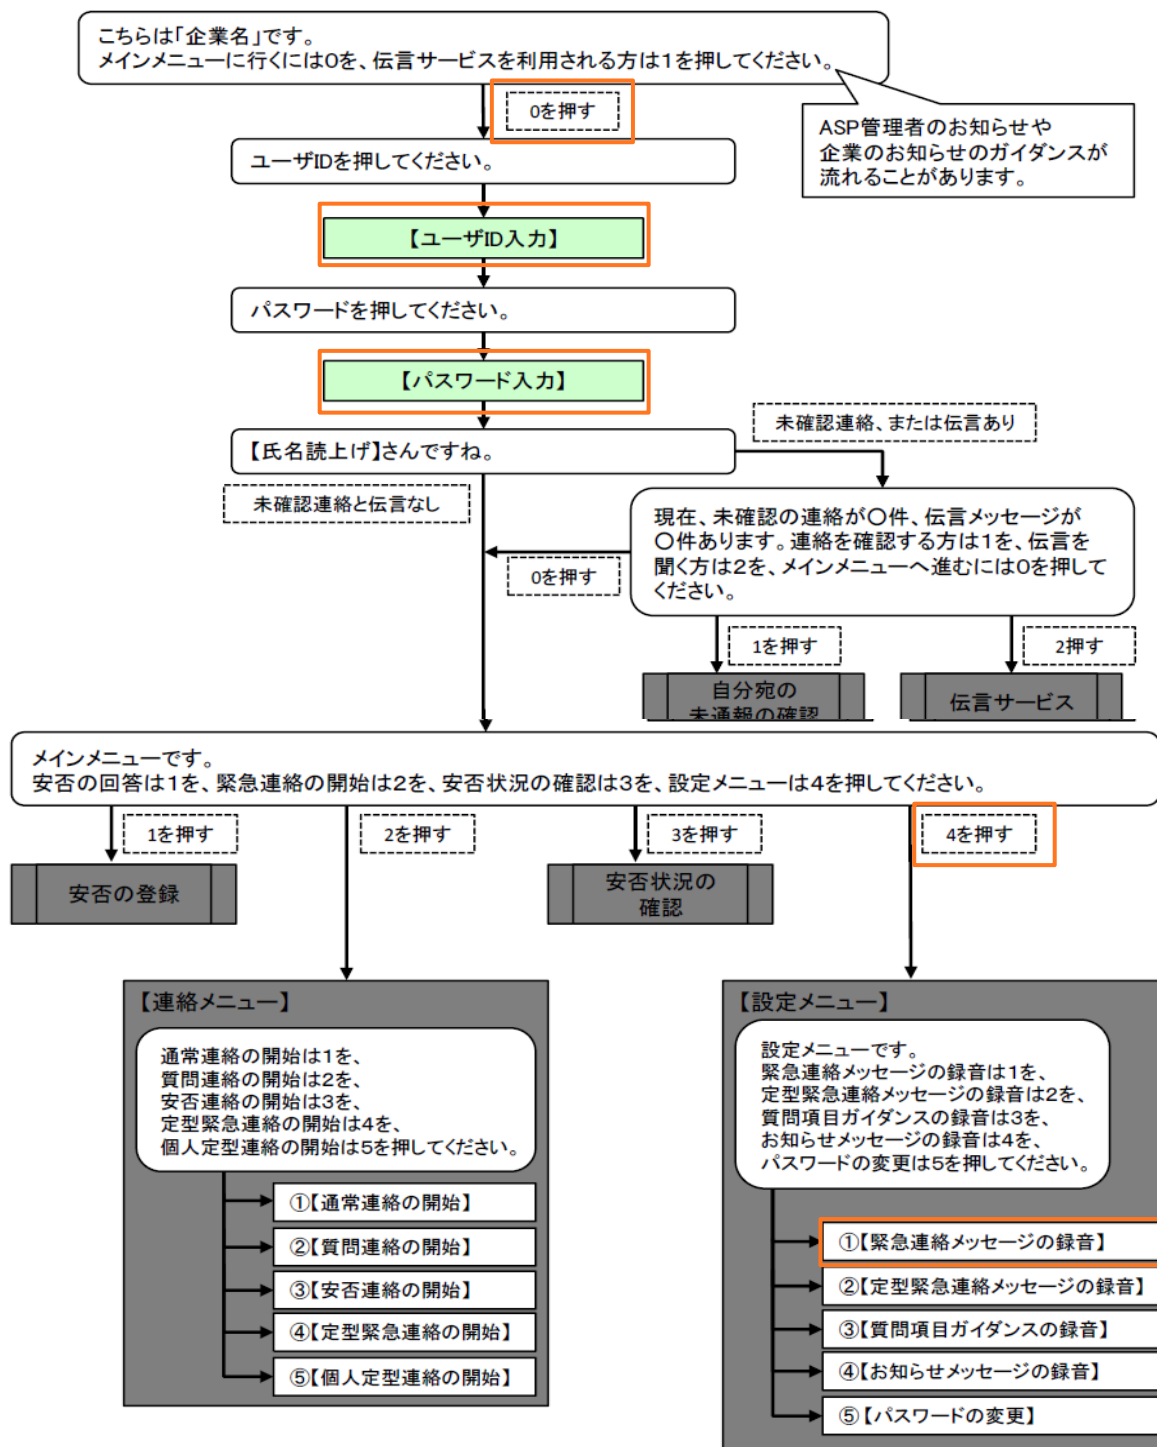 こちらは「企業名」です。
メインメニューに行くには0を、伝言サービスを利用される方は1を押してください。
0を押す
ASP管理者のお知らせや
企業のお知らせのガイダンスが
流れることがあります。
ユーザIDを押してください。
【ユーザID入力】
パスワードを押してください。
【パスワード入力】
未確認連絡、または伝言あり
【氏名読上げ】さんですね。
未確認連絡と伝言なし
現在、未確認の連絡が〇件、伝言メッセージが
〇件あります。連絡を確認する方は1を、伝言を
聞く方は2を、メインメニューへ進むには0を押して
ください。
0を押す
1を押す
2押す
自分宛の
未通報の確認
伝言サービス
メインメニューです。
安否の回答は1を、緊急連絡の開始は2を、安否状況の確認は3を、設定メニューは4を押してください。
1を押す
2を押す
3を押す
4を押す
安否の登録
安否状況の
確認
【連絡メニュー】
通常連絡の開始は1を、
質問連絡の開始は2を、
安否連絡の開始は3を、
定型緊急連絡の開始は4を、
個人定型連絡の開始は5を押してください。
①【通常連絡の開始】
②【質問連絡の開始】
③【安否連絡の開始】
④【定型緊急連絡の開始】
⑤【個人定型連絡の開始】
【設定メニュー】
設定メニューです。
緊急連絡メッセージの録音は1を、
定型緊急連絡メッセージの録音は2を、
質問項目ガイダンスの録音は3を、
お知らせメッセージの録音は4を、
パスワードの変更は5を押してください。
①【緊急連絡メッセージの録音】
②【定型緊急連絡メッセージの録音】
③【質問項目ガイダンスの録音】
④【お知らせメッセージの録音】
⑤【パスワードの変更】